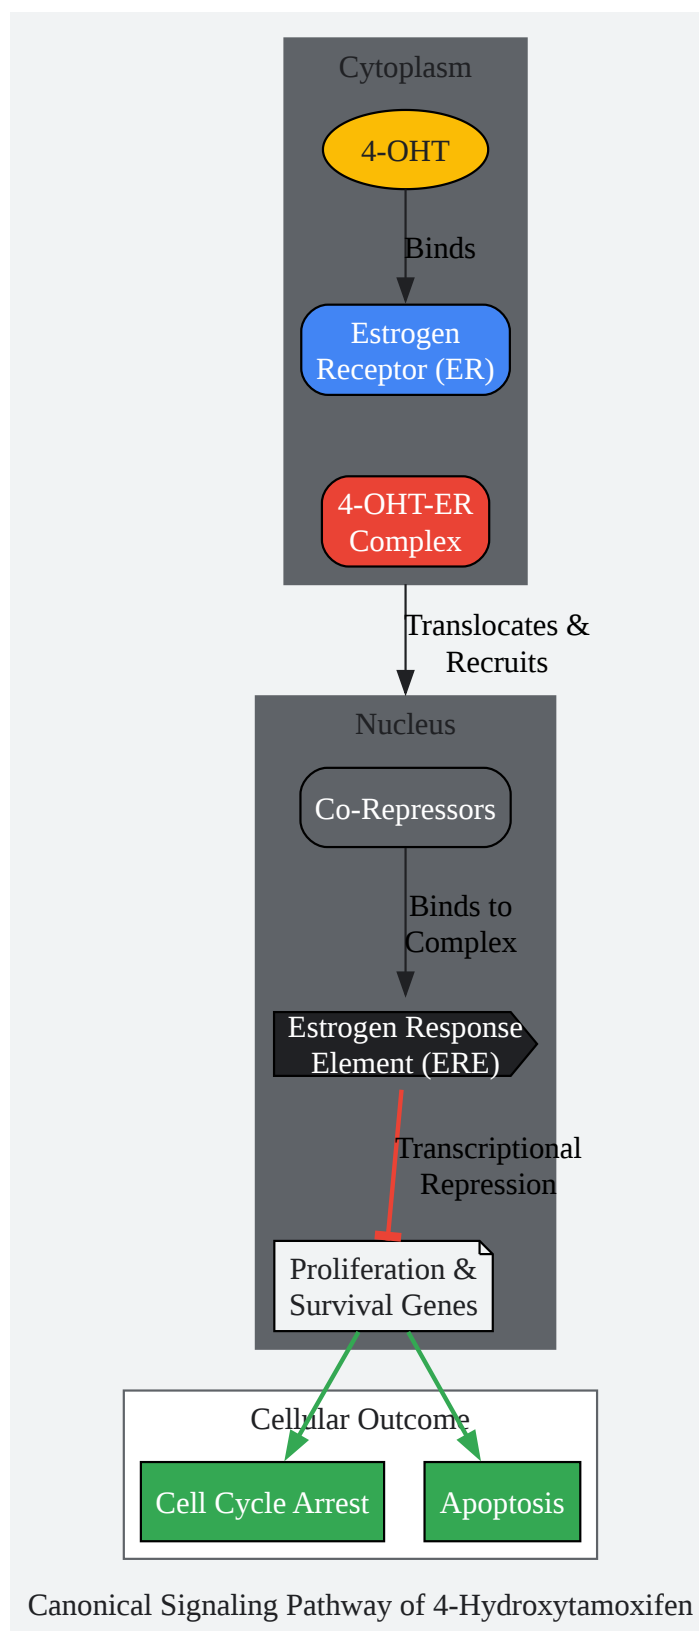 Cytoplasm
4-OHT
Binds
Estrogen
Receptor (ER)
4-OHT-ER
Complex
Translocates &
Recruits
Nucleus
Co-Repressors
Binds to
Complex
Estrogen Response
Element (ERE)
Transcriptional
Repression
Proliferation &
Survival Genes
Cellular Outcome
Cell Cycle Arrest
Apoptosis
Canonical Signaling Pathway of 4-Hydroxytamoxifen